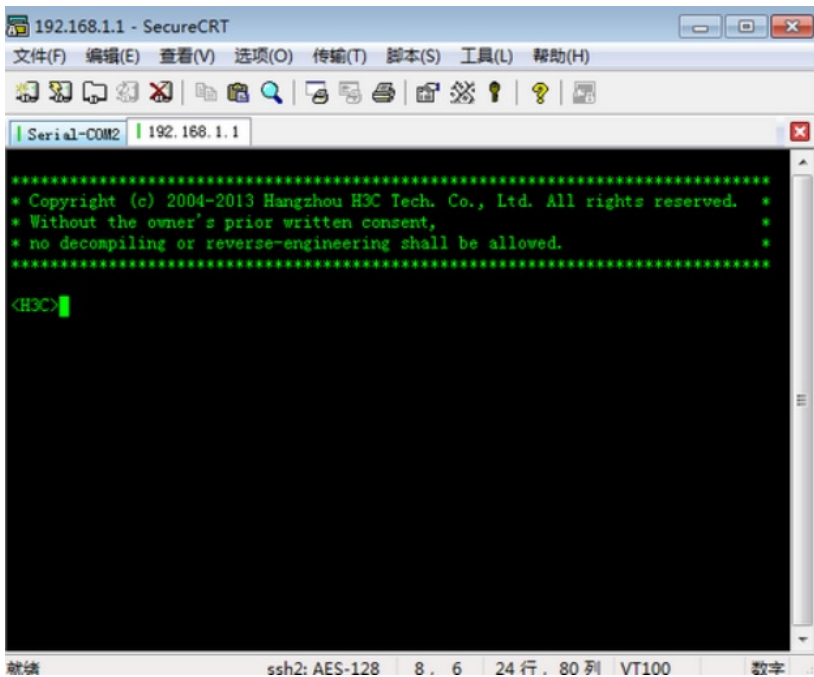 192.168.1.1 - SecureCRT
文件(F) 编辑(E) 查看(V) 选项(O) 传输(T) 脚本(S) 工具(L) 帮助(H)
Serial-COM2 192.168.1.1
******************************************************************************
* Copyright (c) 2004-2013 Hangzhou H3C Tech. Co., Ltd. All rights reserved. *
* Without the owner's prior written consent, *
* no decompiling or reverse-engineering shall be allowed. *
******************************************************************************
<H3C>
就绪 ssh2: AES-128 8, 6 24 行, 80 列 VT100 数字